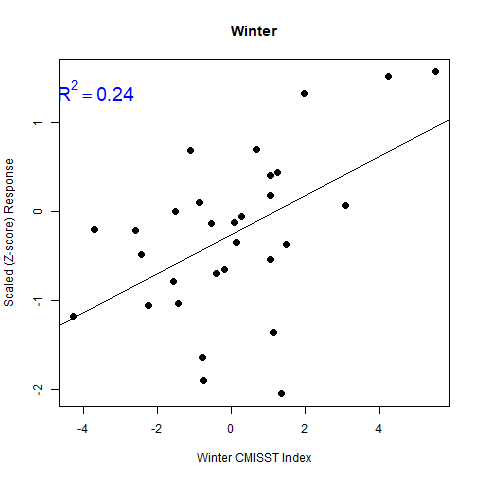 Winter
R² = 0.24
Scaled (Z-score) Response
1
0
-1
-2
-4 -2 0 2 4
Winter CMISST Index